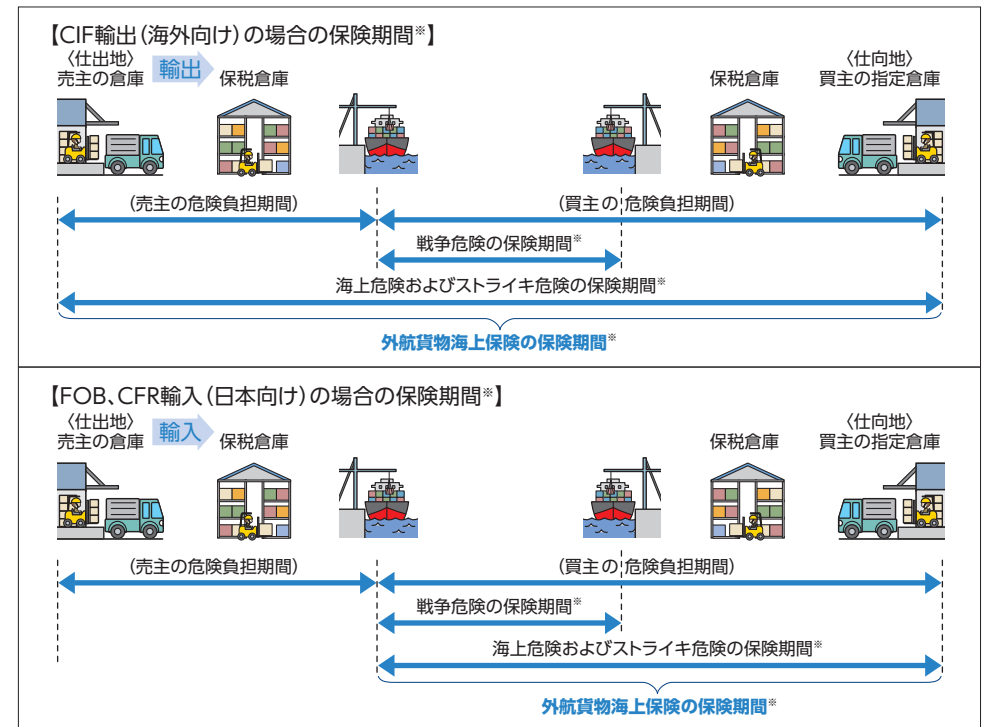 【CIF輸出(海外向け)の場合の保険期間※】
〈仕出地〉
売主の倉庫
輸出
保税倉庫
保税倉庫
〈仕向地〉
買主の指定倉庫
(売主の危険負担期間)
(買主の危険負担期間)
戦争危険の保険期間※
海上危険およびストライキ危険の保険期間※
外航貨物海上保険の保険期間※
【FOB、CFR輸入(日本向け)の場合の保険期間※】
〈仕出地〉
売主の倉庫
輸入
保税倉庫
保税倉庫
〈仕向地〉
買主の指定倉庫
(売主の危険負担期間)
(買主の危険負担期間)
戦争危険の保険期間※
海上危険およびストライキ危険の保険期間※
外航貨物海上保険の保険期間※